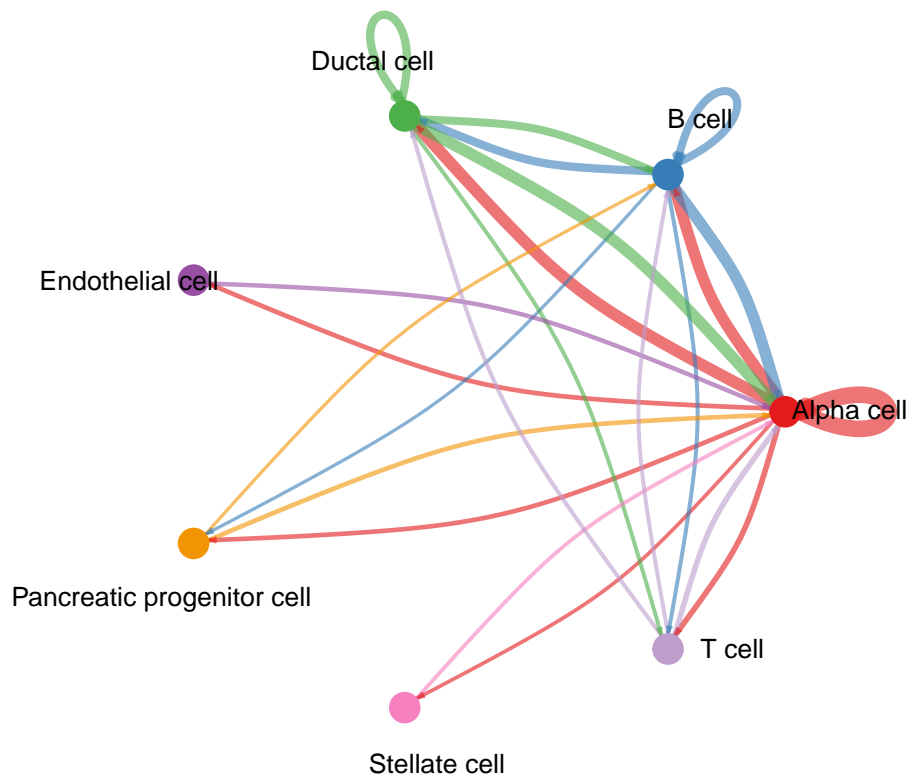 Ductal cell
B cell
Endothelial cell
Alpha cell
Pancreatic progenitor cell
T cell
Stellate cell